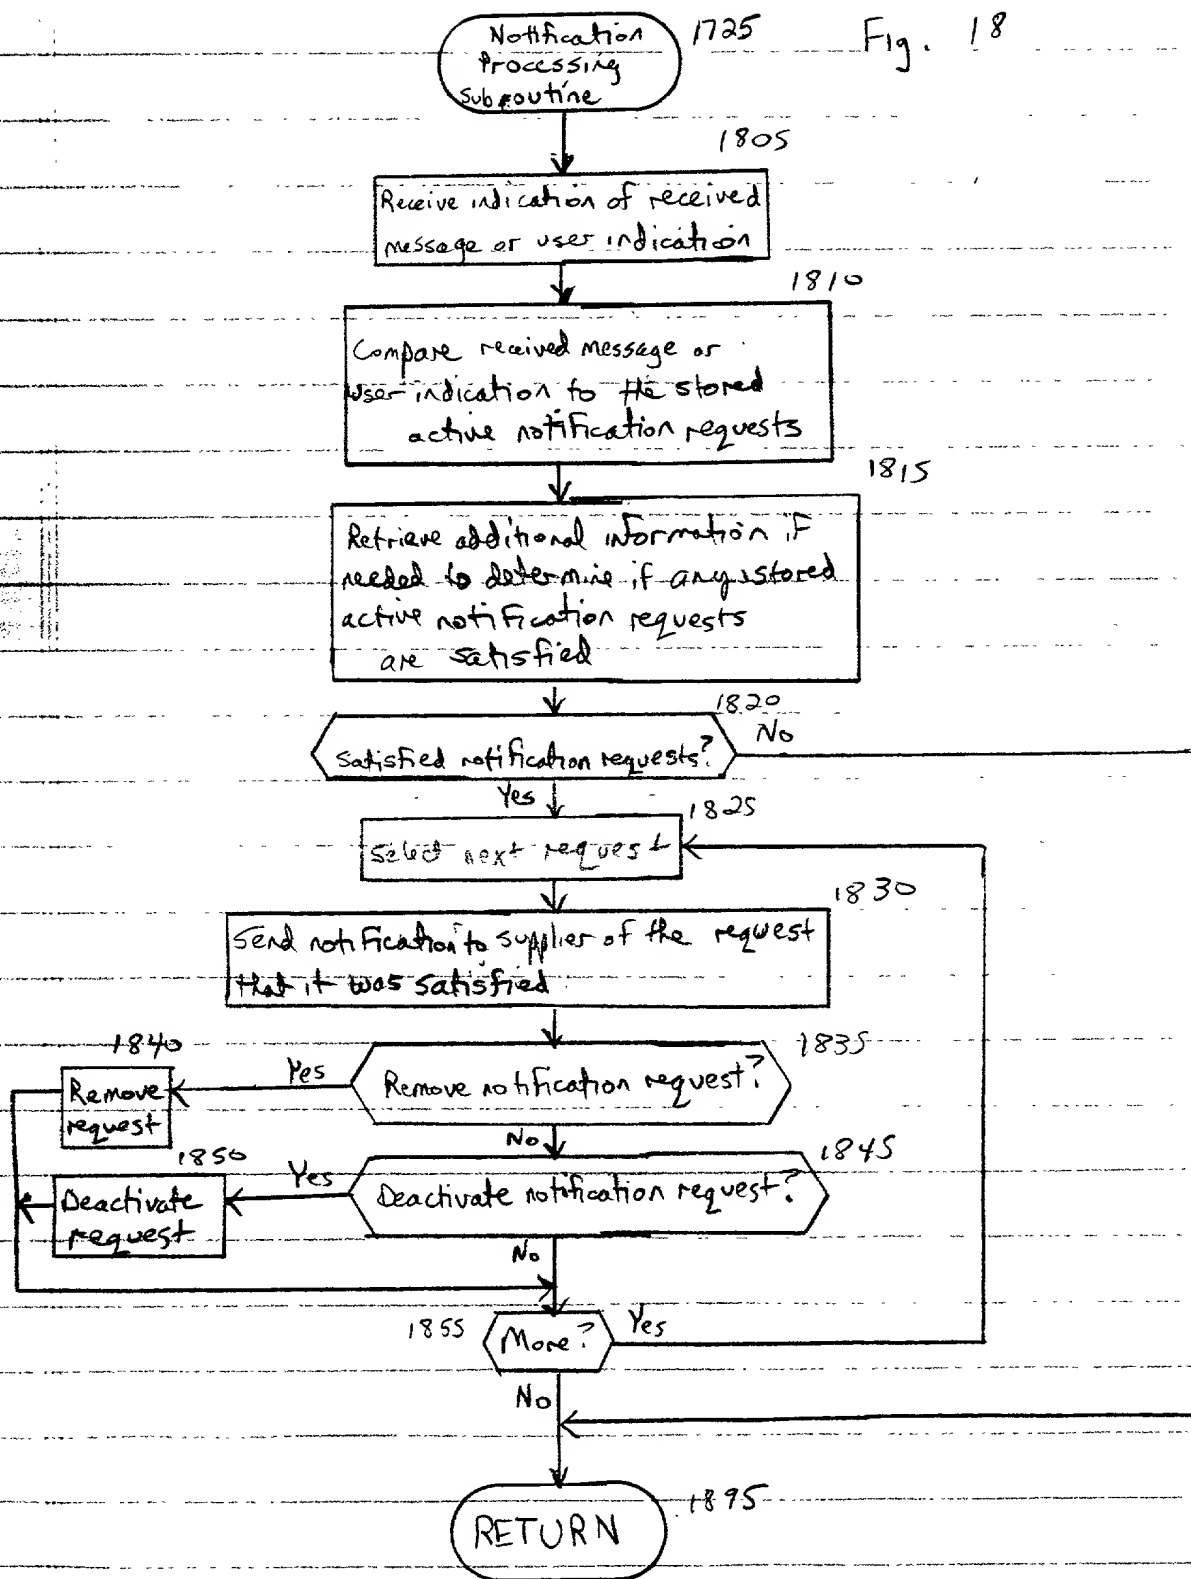 Notification 1725 Fig. 18
Processing
Subroutine
1805
Receive indication of received
message or user indication
1810
Compare received message or
user indication to the stored
active notification requests
1815
Retrieve additional information if
needed to determine if any stored
active notification requests
are satisfied
1820
Satisfied notification requests? No
Yes
1825
Select next request
1830
Send notification to supplier of the request
that it was satisfied
1840
1835
Remove notification request?
Yes
Remove
request
No
1850
1845
Deactivate notification request?
Yes
Deactivate
request
No
1855 More? Yes
No
1895
RETURN